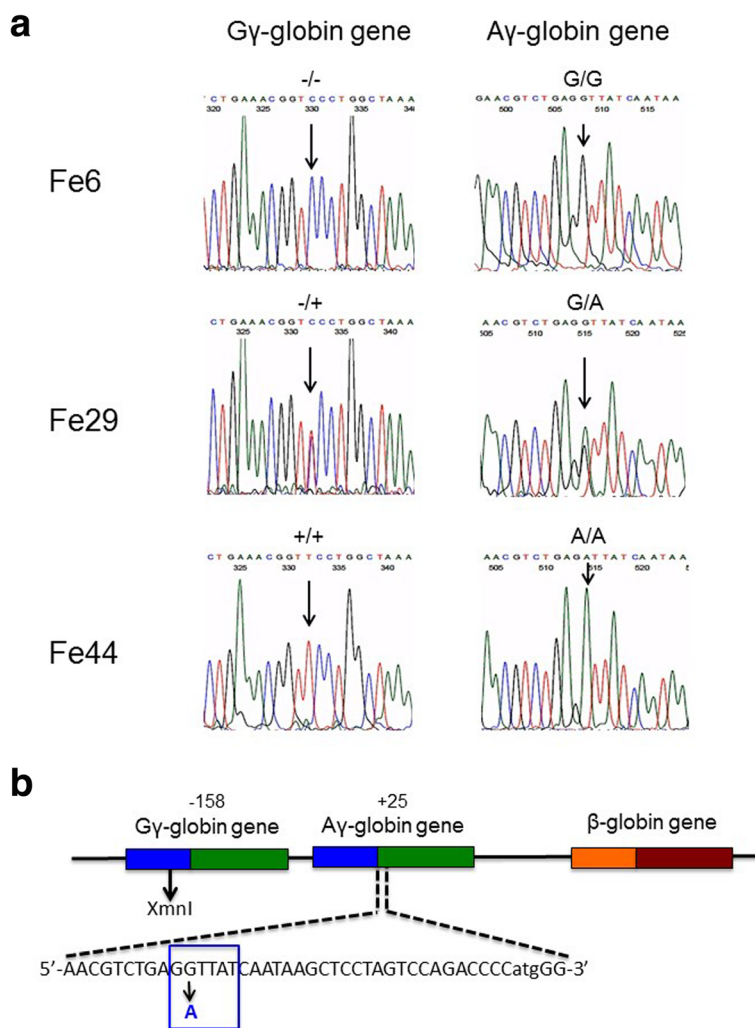 a
Gγ-globin gene Aγ-globin gene
-/- G/G
CTGAAACGGTCCCTGGCTAAA GAACGTCTGAGGTTATCAATAA
320 325 330 335 34 500 505 510 515
Fe6
-/+ G/A
CTGAAACGGTCCCTGGCTAAA AACGTCTGAGGTTATCAATAA
325 330 335 340 505 510 515 520 525
Fe29
+/+ A/A
CTGAAACGGTTCCTGGCTAAA AACGTCTGAGATTATCAATAA
325 330 335 340 505 510 515 520
Fe44
b
-158 +25
Gγ-globin gene Aγ-globin gene β-globin gene
XmnI
5'-AACGTCTGAGGTTATCAATAAGCTCCTAGTCCAGACCCCatgGG-3'
A